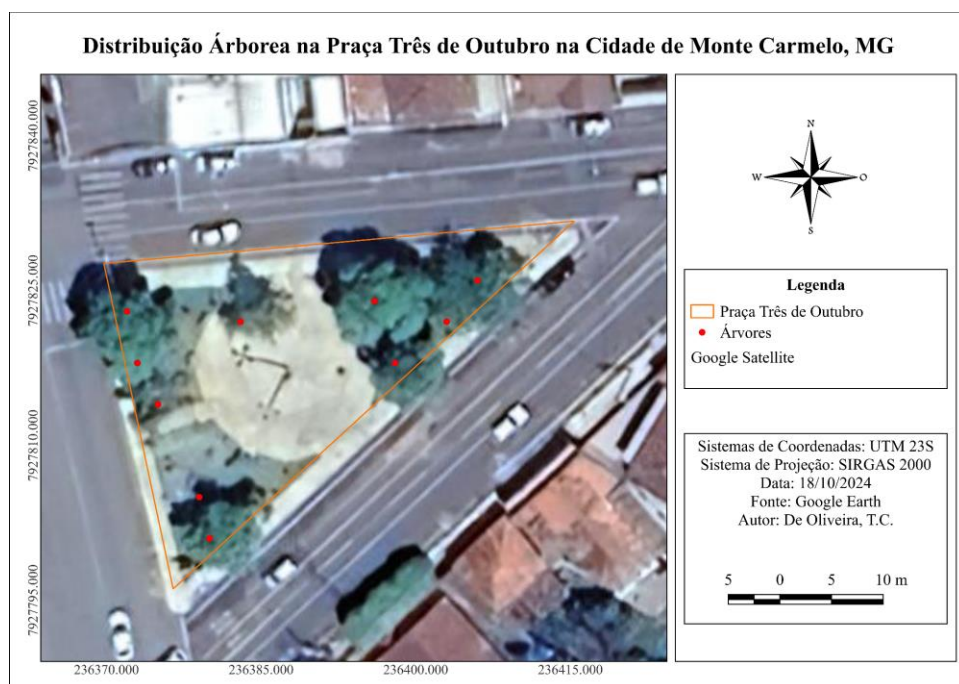 Distribuição Árborea na Praça Três de Outubro na Cidade de Monte Carmelo, MG
7927840.000
7927825.000
7927810.000
7927795.000
236370.000
236385.000
236400.000
236415.000
N
W
O
S
Legenda
Praça Três de Outubro
Árvores
Google Satellite
Sistemas de Coordenadas: UTM 23S
Sistema de Projeção: SIRGAS 2000
Data: 18/10/2024
Fonte: Google Earth
Autor: De Oliveira, T.C.
5 0 5 10 m